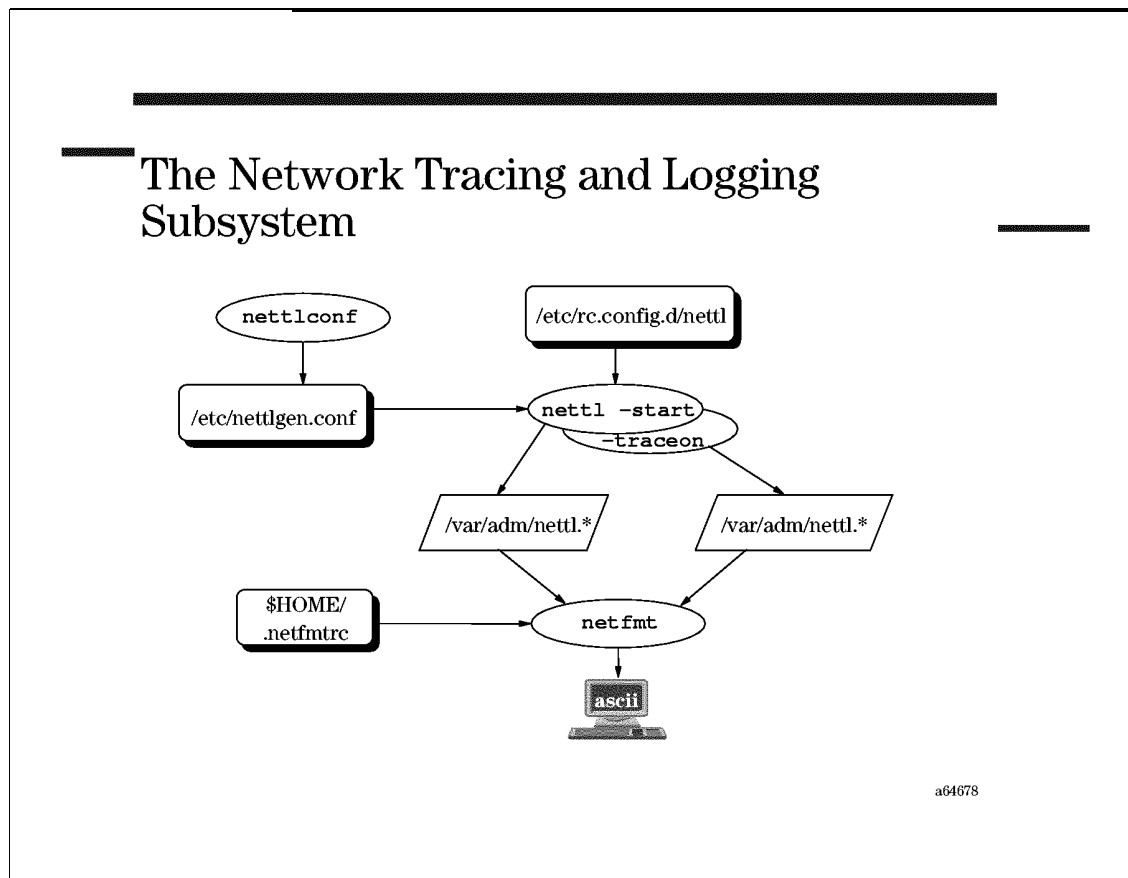 The Network Tracing and Logging
Subsystem
nettlconf
/etc/rc.config.d/nettl
/etc/nettlgen.conf
nettl -start
-traceon
/var/adm/nettl.*
/var/adm/nettl.*
$HOME/
.netfmtrc
netfmt
ascii
a64678